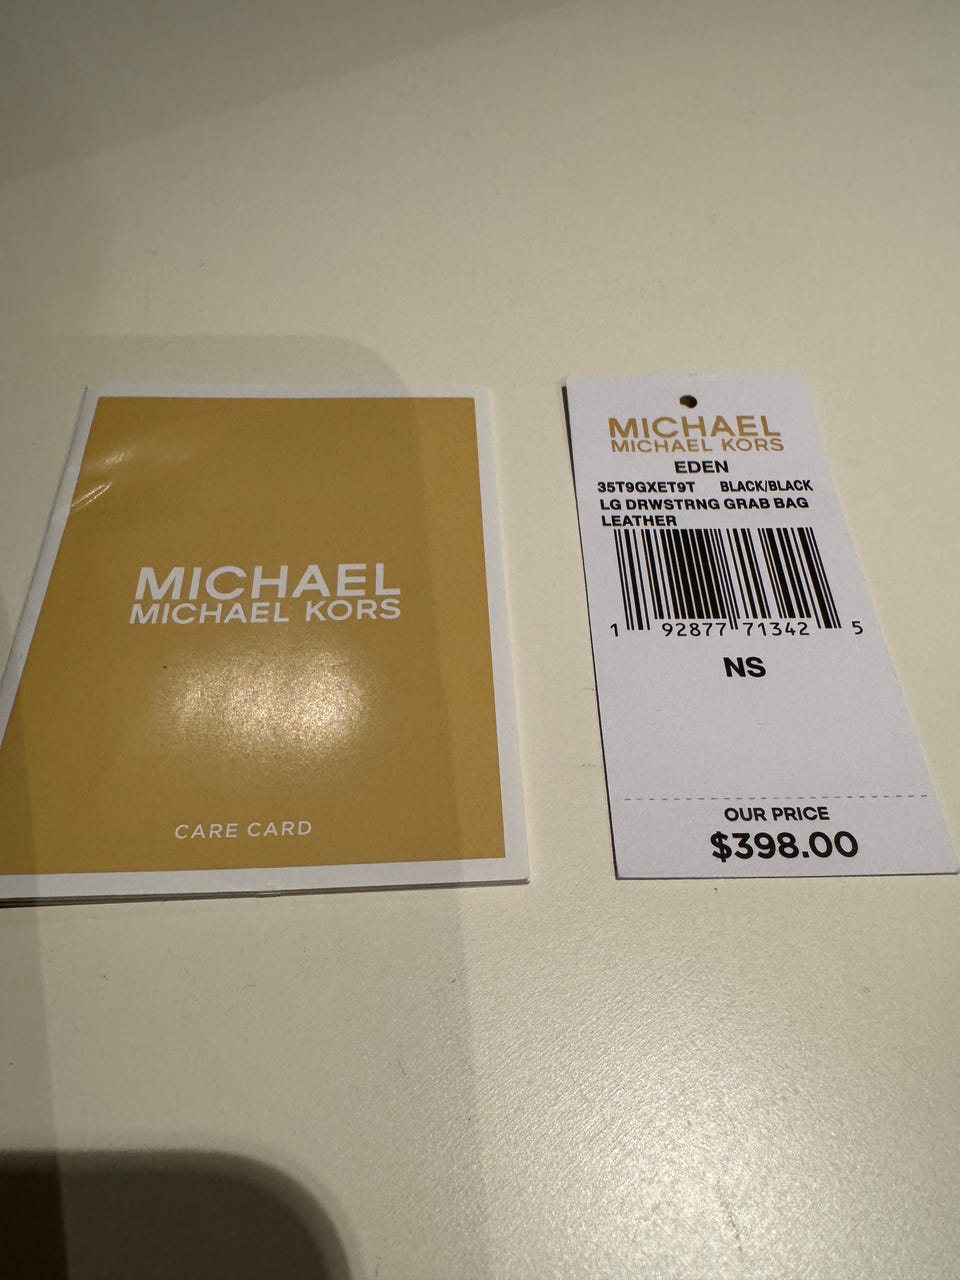 MICHAEL
MICHAEL KORS
CARE CARD
MICHAEL
MICHAEL KORS
EDEN
35T9GXET9T BLACK/BLACK
LG DRWSTRNG GRAB BAG
LEATHER
1 92877 71342 5
NS
OUR PRICE
$398.00